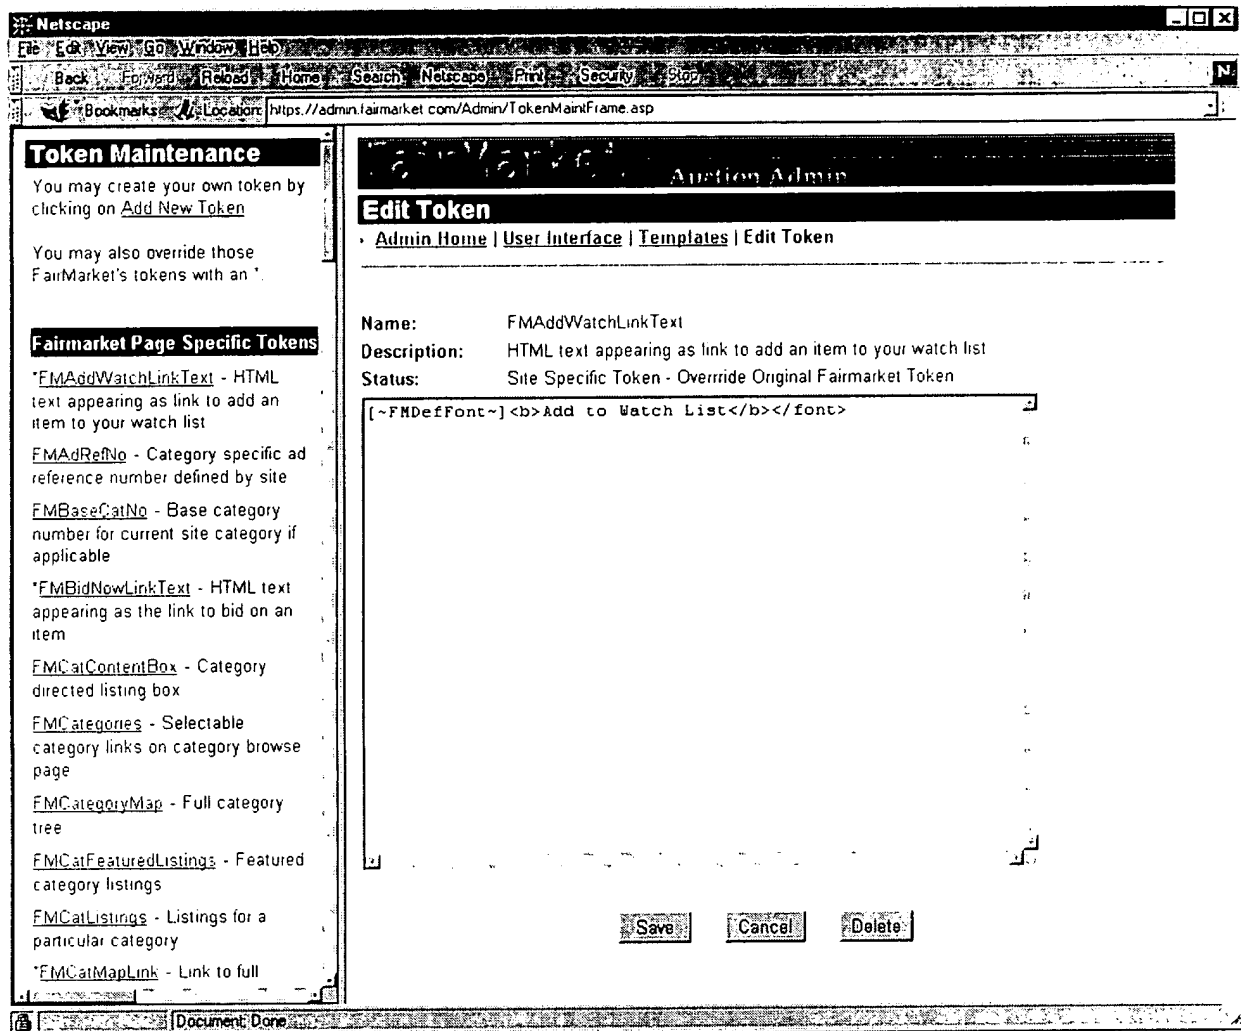 Netscape
File Edit View Go Window Help
Back Forward Reload Home Search Netscape Print Security Stop
N
Bookmarks Location: https://admin.fairmarket.com/Admin/TokenMaintFrame.asp
Token Maintenance
You may create your own token by
clicking on Add New Token
You may also override those
FairMarket's tokens with an *.
Fairmarket Page Specific Tokens
*FMAddWatchLinkText - HTML
text appearing as link to add an
item to your watch list
FMAdRefNo - Category specific ad
reference number defined by site
FMBaseCatNo - Base category
number for current site category if
applicable
*FMBidNowLinkText - HTML text
appearing as the link to bid on an
item
FMCatContentBox - Category
directed listing box
FMCategories - Selectable
category links on category browse
page
FMCategoryMap - Full category
tree
FMCatFeaturedListings - Featured
category listings
FMCatListings - Listings for a
particular category
*FMCatMapLink - Link to full
FairMarket Auction Admin
Edit Token
Admin Home | User Interface | Templates | Edit Token
Name: FMAddWatchLinkText
Description: HTML text appearing as link to add an item to your watch list
Status: Site Specific Token - Overrride Original Fairmarket Token
[~FMDefFont~]<b>Add to Watch List</b></font>
Save Cancel Delete
Document: Done